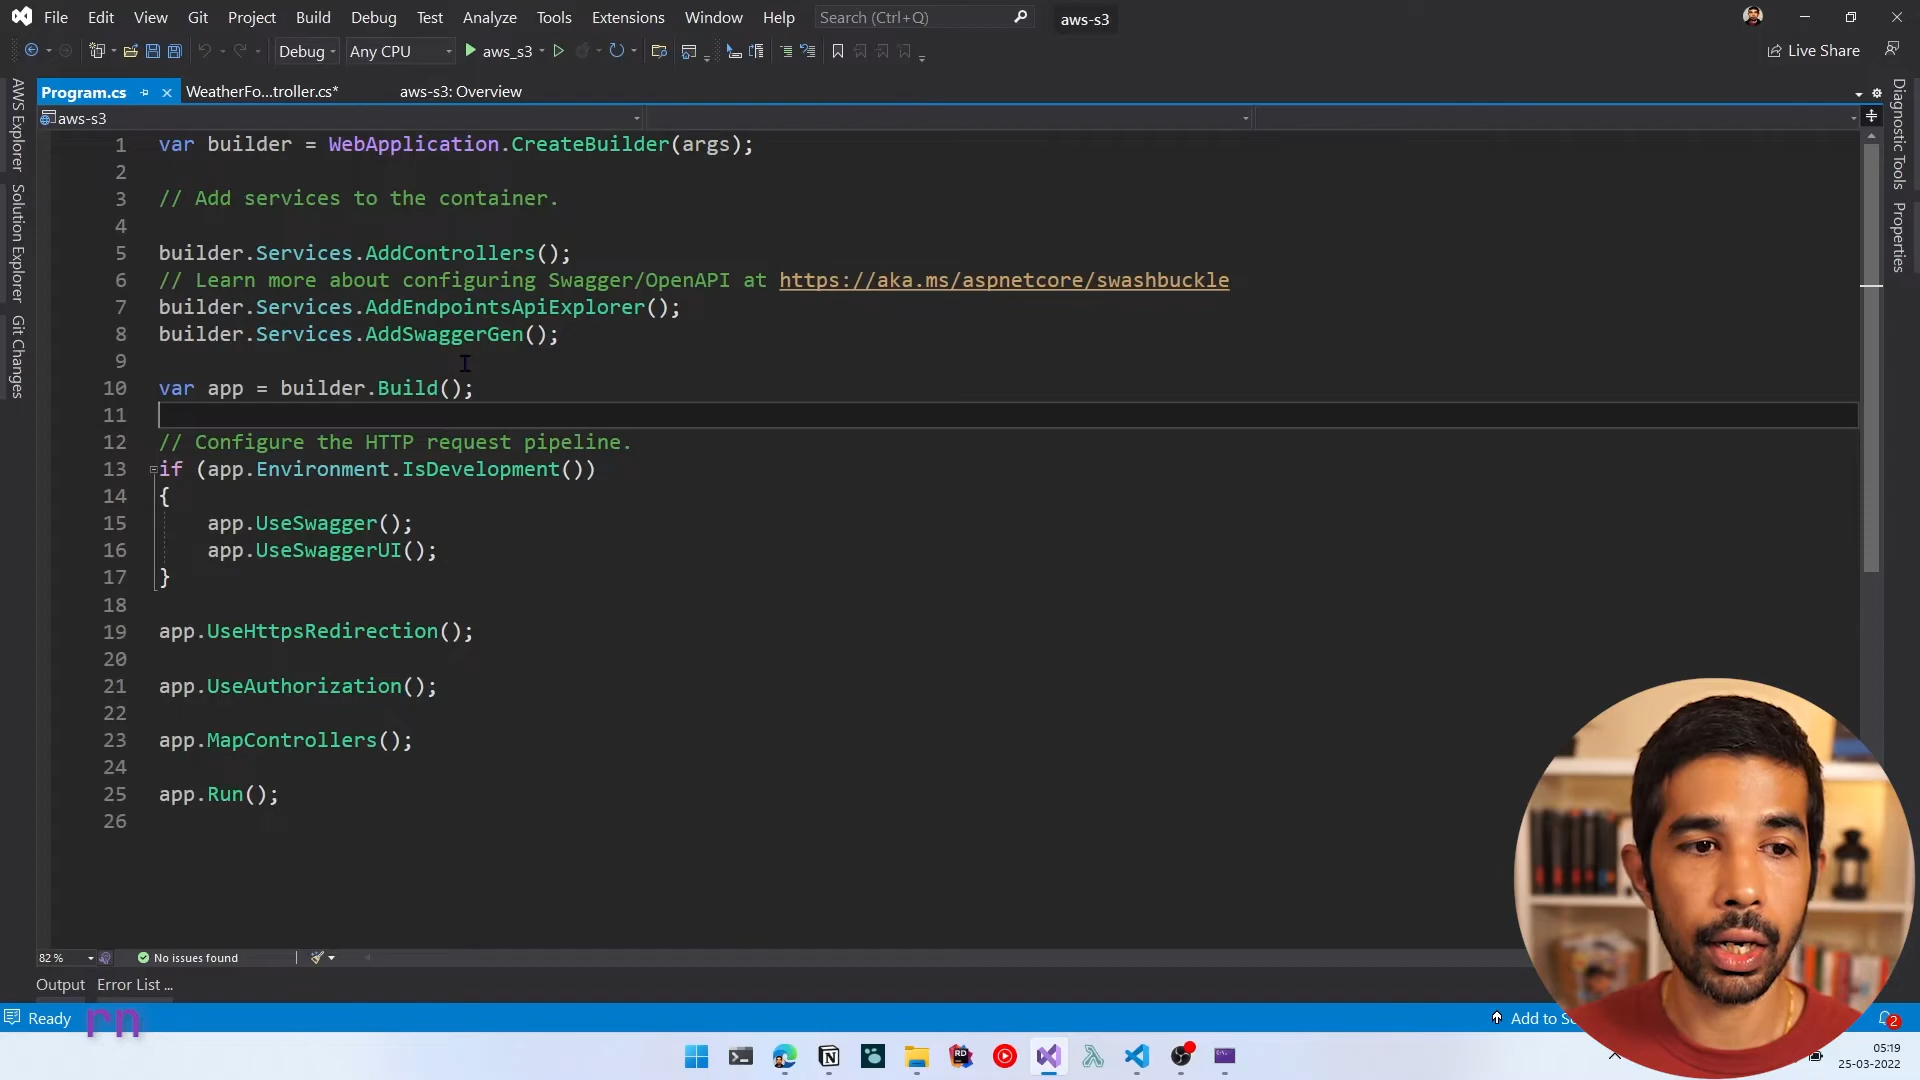 File Edit View Git Project Build Debug Test Analyze Tools Extensions Window Help Search (Ctrl+Q) aws-s3
Debug Any CPU aws_s3 Live Share
Program.cs WeatherFo...troller.cs* aws-s3: Overview
aws-s3
AWS Explorer
Solution Explorer
Git Changes
Diagnostic Tools
Properties
1 var builder = WebApplication.CreateBuilder(args);
2
3 // Add services to the container.
4
5 builder.Services.AddControllers();
6 // Learn more about configuring Swagger/OpenAPI at https://aka.ms/aspnetcore/swashbuckle
7 builder.Services.AddEndpointsApiExplorer();
8 builder.Services.AddSwaggerGen();
9
10 var app = builder.Build();
11
12 // Configure the HTTP request pipeline.
13 if (app.Environment.IsDevelopment())
14 {
15 app.UseSwagger();
16 app.UseSwaggerUI();
17 }
18
19 app.UseHttpsRedirection();
20
21 app.UseAuthorization();
22
23 app.MapControllers();
24
25 app.Run();
26
82 % No issues found
Output Error List ...
Ready rn Add to 2
RD
05:19
25-03-2022